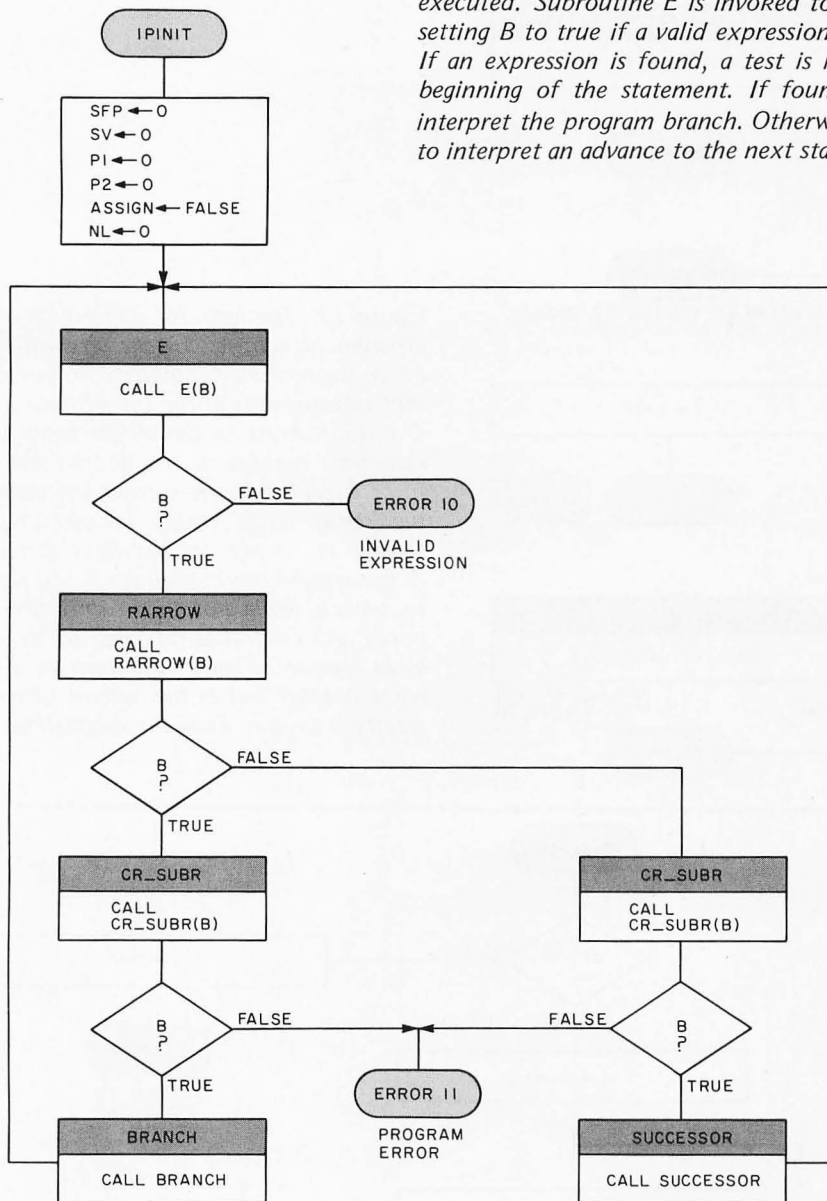 executed. Subroutine E is invoked to
setting B to true if a valid expression
If an expression is found, a test is
beginning of the statement. If foun
interpret the program branch. Otherw
to interpret an advance to the next sta
IPINIT
SFP ← 0
SV ← 0
P1 ← 0
P2 ← 0
ASSIGN ← FALSE
NL ← 0
E
CALL E(B)
B
?
FALSE
ERROR 10
INVALID
EXPRESSION
TRUE
RARROW
CALL
RARROW(B)
B
?
FALSE
TRUE
CR_SUBR
CALL
CR_SUBR(B)
CR_SUBR
CALL
CR_SUBR(B)
B
?
FALSE
FALSE
B
?
TRUE
ERROR 11
PROGRAM
ERROR
TRUE
BRANCH
CALL BRANCH
SUCCESSOR
CALL SUCCESSOR